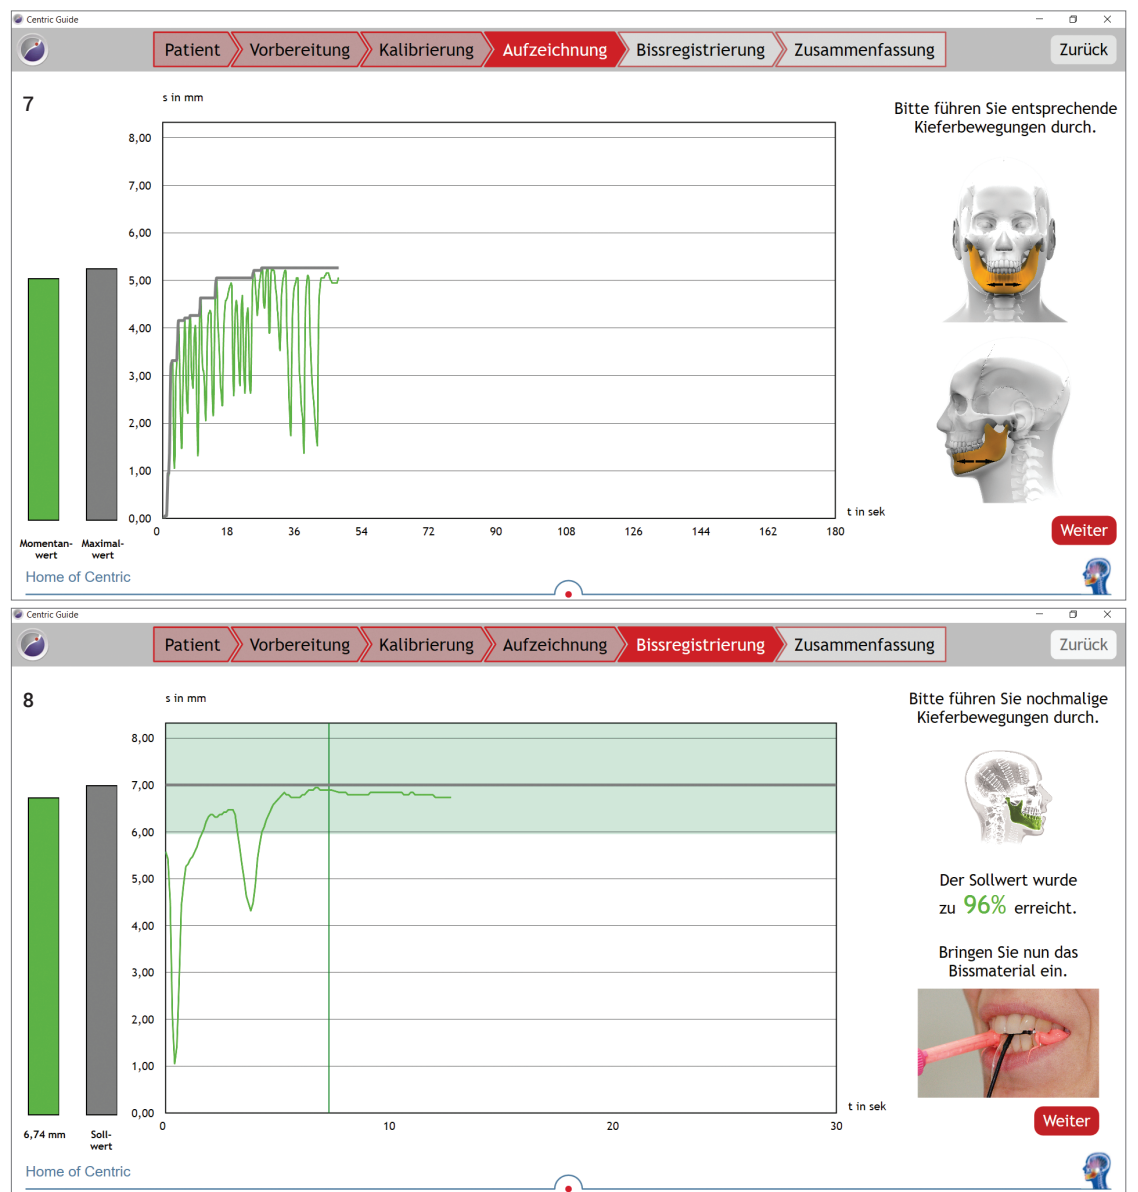 Centric Guide
Patient Vorbereitung Kalibrierung Aufzeichnung Bissregistrierung Zusammenfassung Zurück
7
s in mm
8,00
7,00
6,00
5,00
4,00
3,00
2,00
1,00
0,00
0 18 36 54 72 90 108 126 144 162 180
t in sek
Momentan-
wert
Maximal-
wert
Bitte führen Sie entsprechende
Kieferbewegungen durch.
Weiter
Home of Centric
Centric Guide
Patient Vorbereitung Kalibrierung Aufzeichnung Bissregistrierung Zusammenfassung Zurück
8
s in mm
8,00
7,00
6,00
5,00
4,00
3,00
2,00
1,00
0,00
0 10 20 30
t in sek
6,74 mm
Soll-
wert
Bitte führen Sie nochmalige
Kieferbewegungen durch.
Der Sollwert wurde
zu 96% erreicht.
Bringen Sie nun das
Bissmaterial ein.
Weiter
Home of Centric